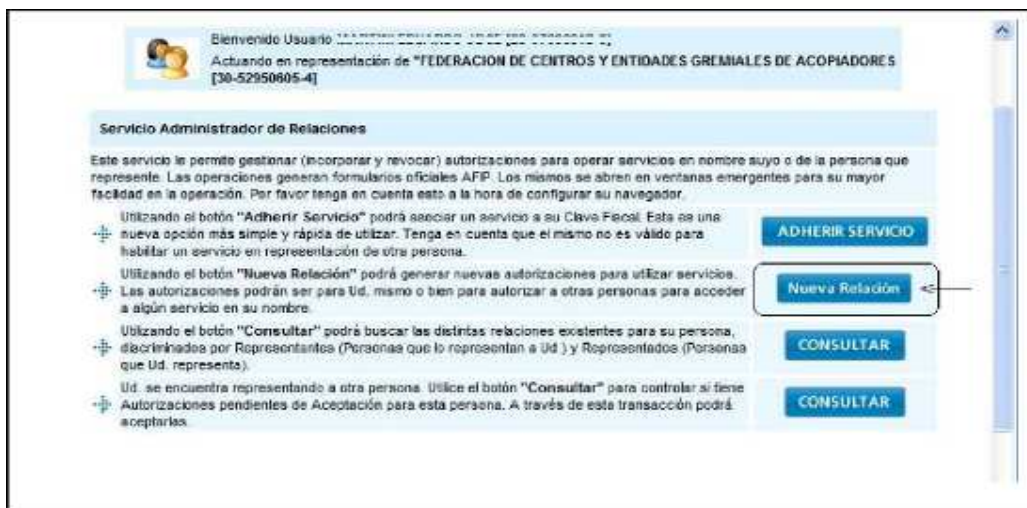 Bienvenido Usuario
Actuando en representación de "FEDERACION DE CENTROS Y ENTIDADES GREMIALES DE ACOPIADORES
[30-52950605-4]
Servicio Administrador de Relaciones
Este servicio le permite gestionar (incorporar y revocar) autorizaciones para operar servicios en nombre suyo o de la persona que
represente. Las operaciones generan formularios oficiales AFIP. Los mismos se abren en ventanas emergentes para su mayor
facilidad en la operación. Por favor tenga en cuenta esto a la hora de configurar su navegador.
Utilizando el botón "Adherir Servicio" podrá asociar un servicio a su Clave Fiscal. Esta es una
nueva opción más simple y rápida de utilizar. Tenga en cuenta que el mismo no es válido para
habilitar un servicio en representación de otra persona.
ADHERIR SERVICIO
Utilizando el botón "Nueva Relación" podrá generar nuevas autorizaciones para utilizar servicios.
Las autorizaciones podrán ser para Ud. mismo o bien para autorizar a otras personas para acceder
a algún servicio en su nombre.
Nueva Relación
Utilizando el botón "Consultar" podrá buscar las distintas relaciones existentes para su persona,
discriminadas por Representantes (Personas que lo representan a Ud.) y Representados (Personas
que Ud. representa).
CONSULTAR
Ud. se encuentra representando a otra persona. Utilice el botón "Consultar" para controlar si tiene
Autorizaciones pendientes de Aceptación para esta persona. A través de esta transacción podrá
aceptarlas.
CONSULTAR